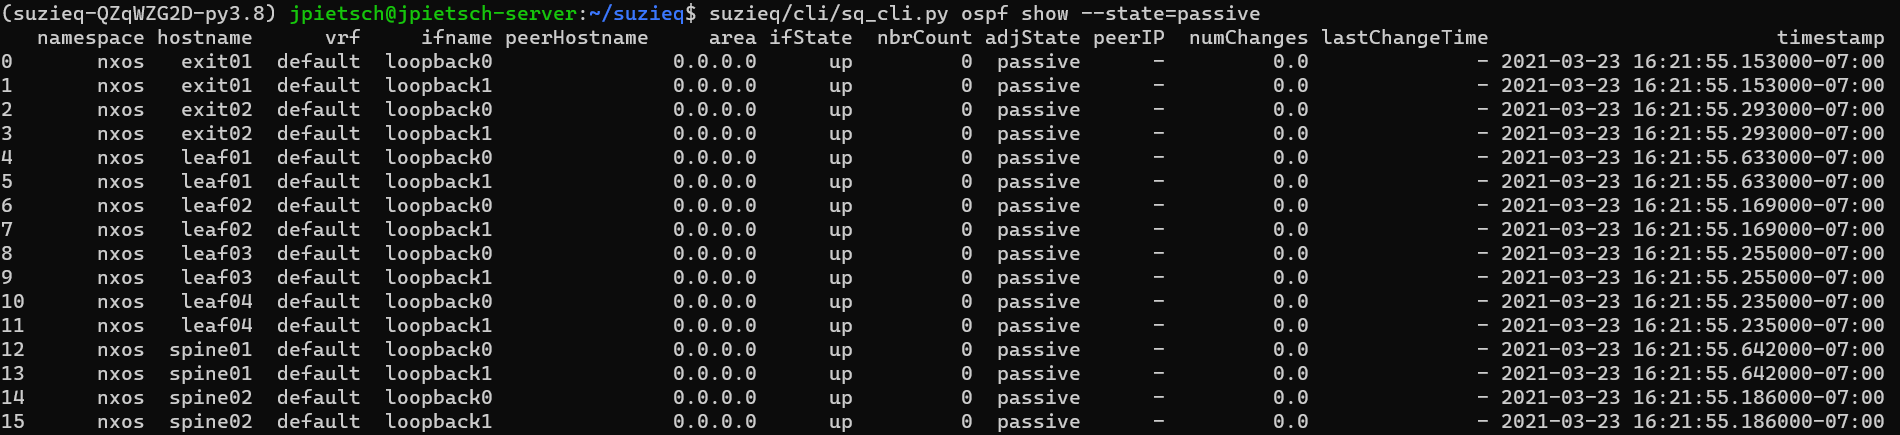 (suzieq-QZqWZG2D-py3.8) jpietsch@jpietsch-server:~/suzieq$ suzieq/cli/sq_cli.py ospf show --state=passive
namespace hostname vrf ifname peerHostname area ifState nbrCount adjState peerIP numChanges lastChangeTime timestamp
0 nxos exit01 default loopback0 0.0.0.0 up 0 passive - 0.0 - 2021-03-23 16:21:55.153000-07:00
1 nxos exit01 default loopback1 0.0.0.0 up 0 passive - 0.0 - 2021-03-23 16:21:55.153000-07:00
2 nxos exit02 default loopback0 0.0.0.0 up 0 passive - 0.0 - 2021-03-23 16:21:55.293000-07:00
3 nxos exit02 default loopback1 0.0.0.0 up 0 passive - 0.0 - 2021-03-23 16:21:55.293000-07:00
4 nxos leaf01 default loopback0 0.0.0.0 up 0 passive - 0.0 - 2021-03-23 16:21:55.633000-07:00
5 nxos leaf01 default loopback1 0.0.0.0 up 0 passive - 0.0 - 2021-03-23 16:21:55.633000-07:00
6 nxos leaf02 default loopback0 0.0.0.0 up 0 passive - 0.0 - 2021-03-23 16:21:55.169000-07:00
7 nxos leaf02 default loopback1 0.0.0.0 up 0 passive - 0.0 - 2021-03-23 16:21:55.169000-07:00
8 nxos leaf03 default loopback0 0.0.0.0 up 0 passive - 0.0 - 2021-03-23 16:21:55.255000-07:00
9 nxos leaf03 default loopback1 0.0.0.0 up 0 passive - 0.0 - 2021-03-23 16:21:55.255000-07:00
10 nxos leaf04 default loopback0 0.0.0.0 up 0 passive - 0.0 - 2021-03-23 16:21:55.235000-07:00
11 nxos leaf04 default loopback1 0.0.0.0 up 0 passive - 0.0 - 2021-03-23 16:21:55.235000-07:00
12 nxos spine01 default loopback0 0.0.0.0 up 0 passive - 0.0 - 2021-03-23 16:21:55.642000-07:00
13 nxos spine01 default loopback1 0.0.0.0 up 0 passive - 0.0 - 2021-03-23 16:21:55.642000-07:00
14 nxos spine02 default loopback0 0.0.0.0 up 0 passive - 0.0 - 2021-03-23 16:21:55.186000-07:00
15 nxos spine02 default loopback1 0.0.0.0 up 0 passive - 0.0 - 2021-03-23 16:21:55.186000-07:00